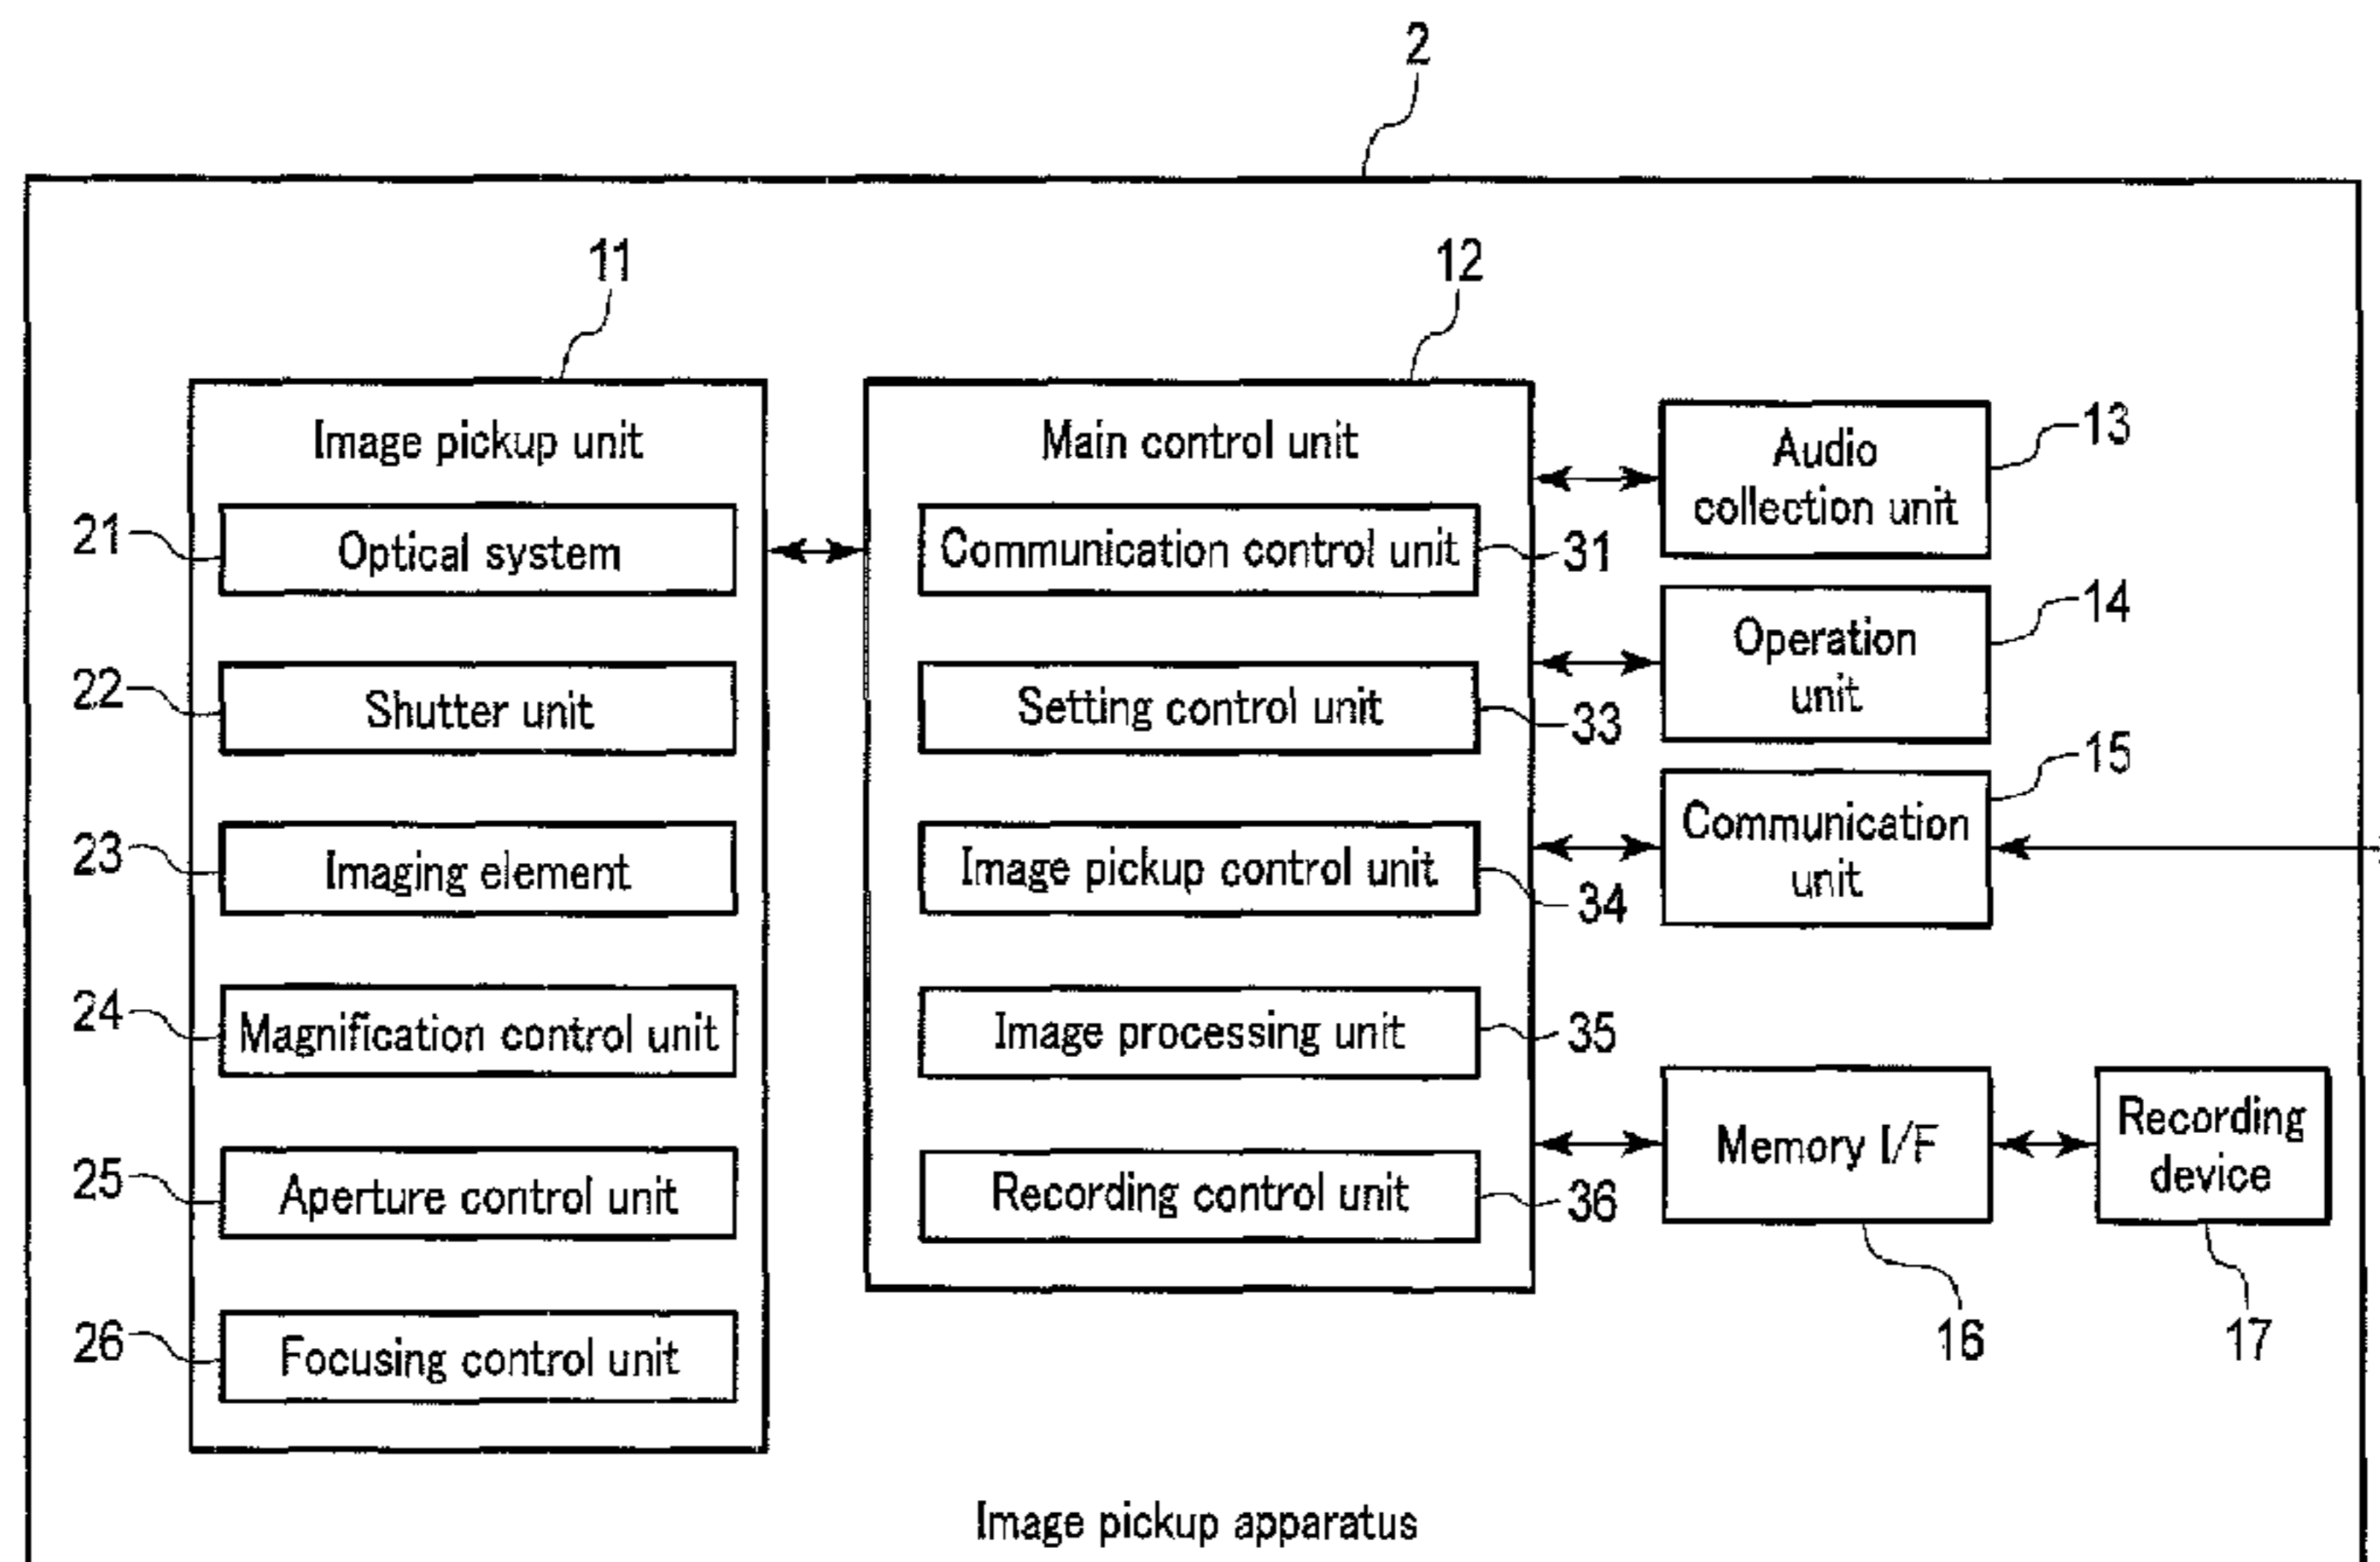 2
11
12
Image pickup unit
21
Optical system
22
Shutter unit
23
Imaging element
24
Magnification control unit
25
Aperture control unit
26
Focusing control unit
Main control unit
Communication control unit
31
Setting control unit
33
Image pickup control unit
34
Image processing unit
35
Recording control unit
36
Audio
collection unit
13
Operation
unit
14
Communication
unit
15
Memory I/F
16
Recording
device
17
Image pickup apparatus